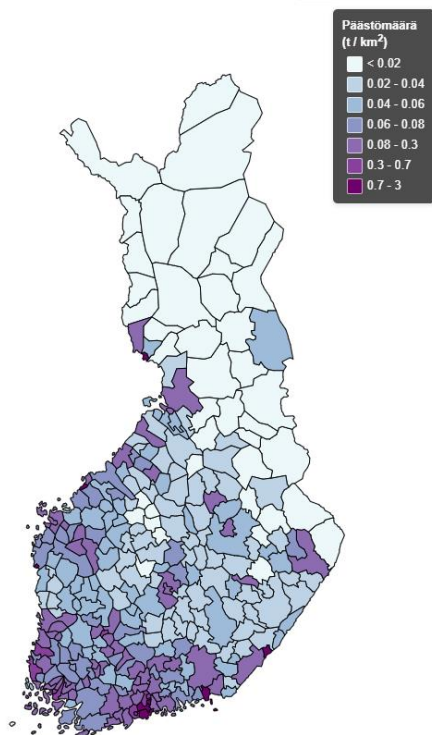 Päästömäärä
(t / km²)
< 0.02
0.02 - 0.04
0.04 - 0.06
0.06 - 0.08
0.08 - 0.3
0.3 - 0.7
0.7 - 3